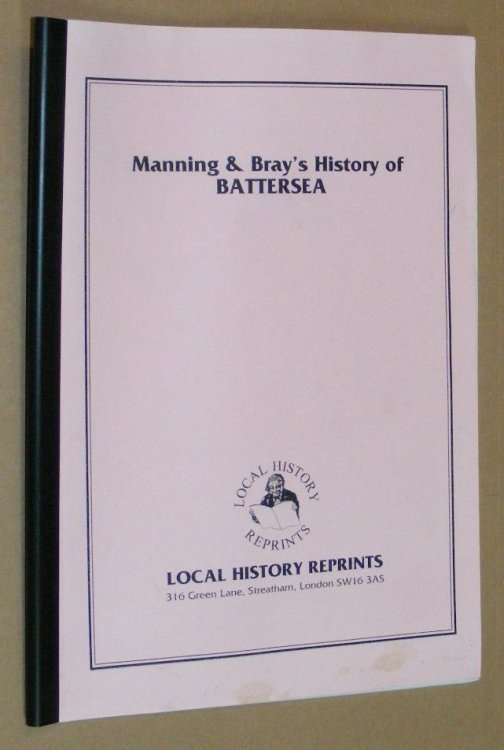 Manning & Bray's History of
BATTERSEA
LOCAL HISTORY
REPRINTS
LOCAL HISTORY REPRINTS
316 Green Lane, Streatham, London SW16 3AS